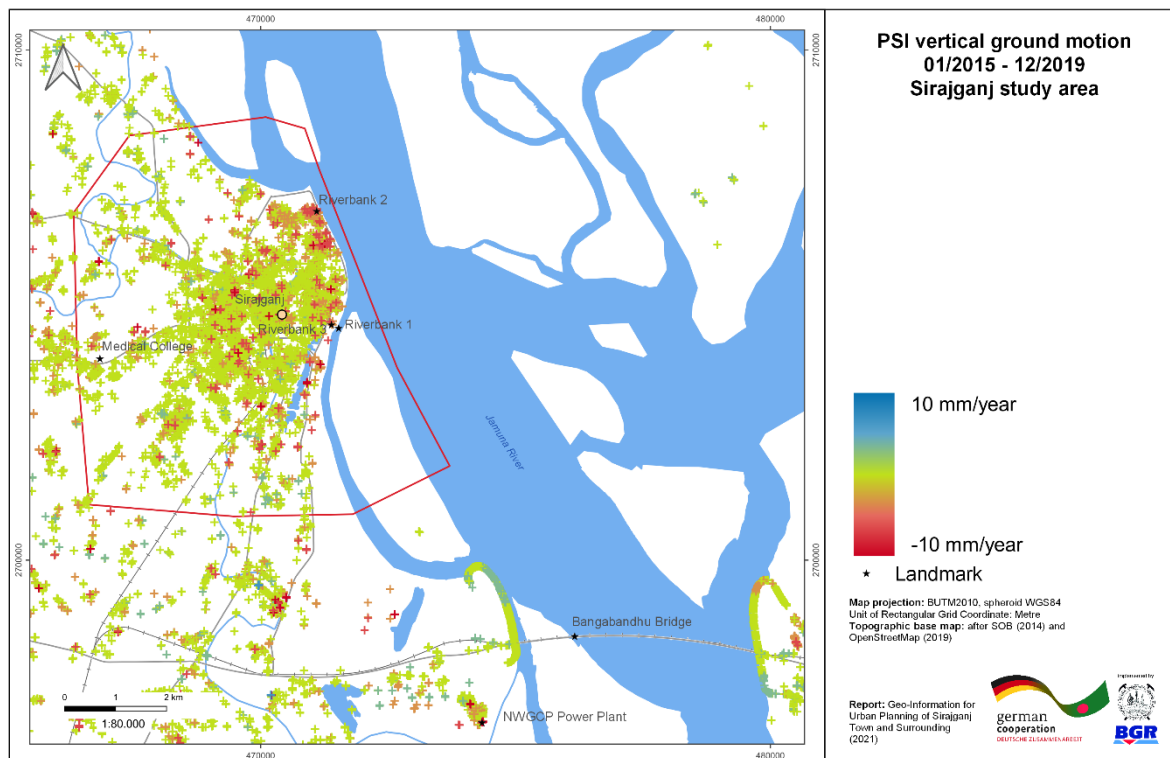 470000
480000
2710000
2710000
Riverbank 2
Sirajganj
Riverbank 3
Riverbank 1
Medical College
Jamuna River
2700000
2700000
Bangabandhu Bridge
NWGCP Power Plant
0 1 2 km
1:80.000
470000
480000
PSI vertical ground motion
01/2015 - 12/2019
Sirajganj study area
10 mm/year
-10 mm/year
Landmark
Map projection: BUTM2010, spheroid WGS84
Unit of Rectangular Grid Coordinate: Metre
Topographic base map: after SOB (2014) and
OpenStreetMap (2019)
Report: Geo-Information for
Urban Planning of Sirajganj
Town and Surrounding
(2021)
german
cooperation
DEUTSCHE ZUSAMMENARBEIT
Implemented by
BGR